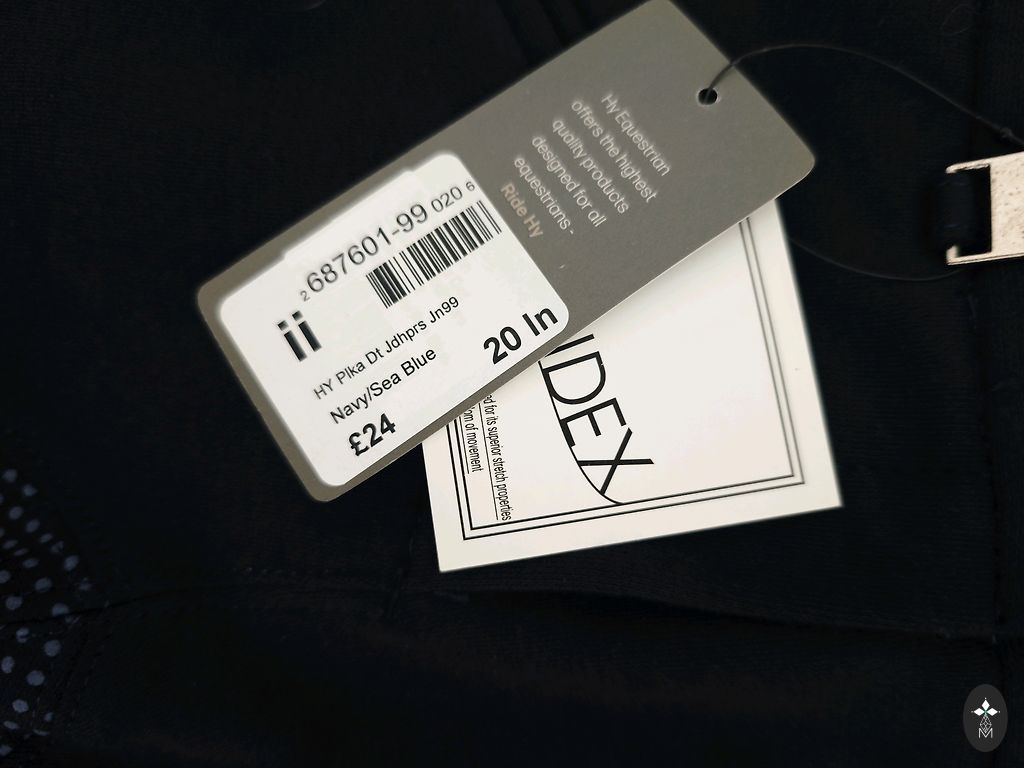 Hy Equestrian
offers the highest
quality products
designed for all
equestrians -
Ride Hy
2 687601-99 020 6
ii
HY Plka Dt Jdhprs Jn99
Navy/Sea Blue
20 In
£24
NDEX
ed for its superior stretch properties
om of movement
M